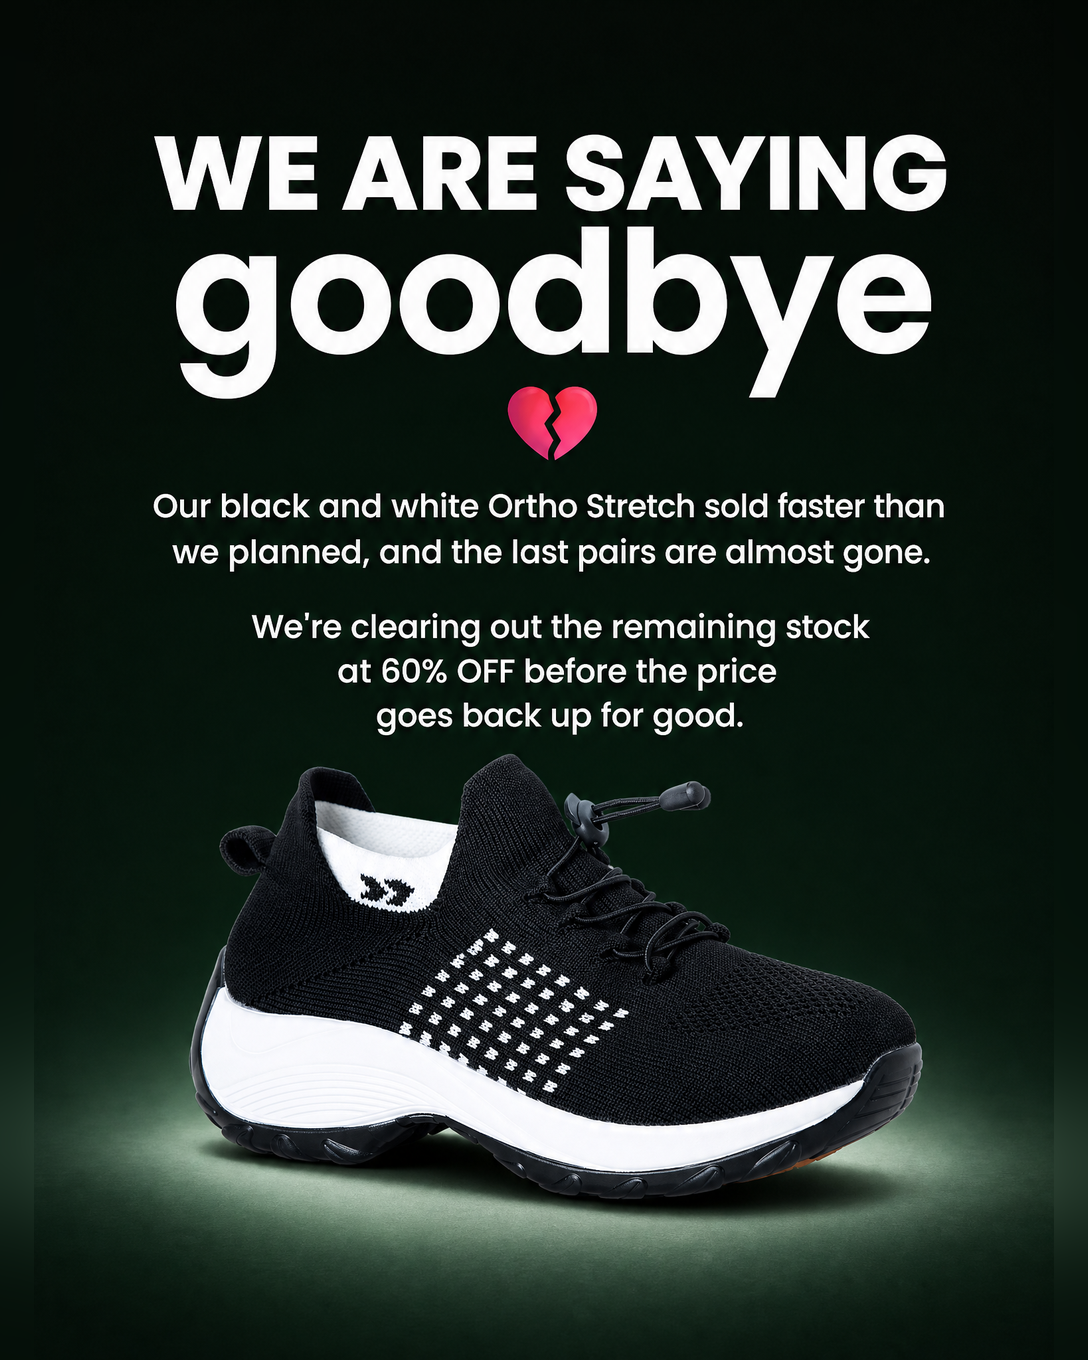 WE ARE SAYING
goodbye
Our black and white Ortho Stretch sold faster than
we planned, and the last pairs are almost gone.
We're clearing out the remaining stock
at 60% OFF before the price
goes back up for good.